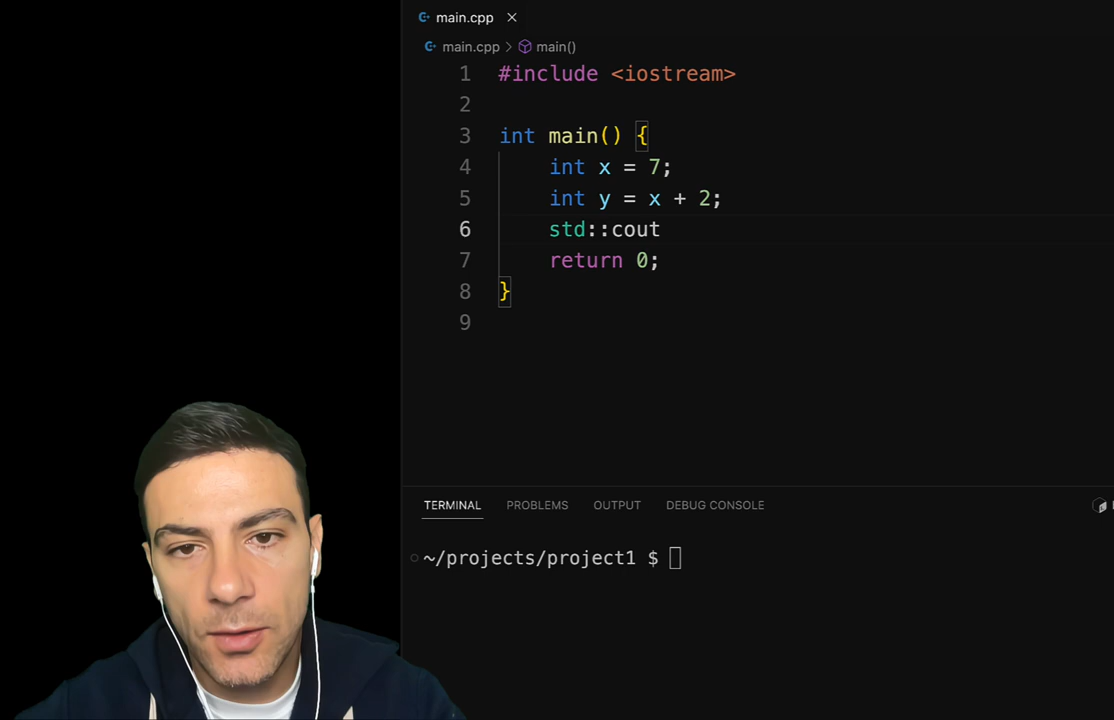 main.cpp
main.cpp main()
1 #include <iostream>
2
3 int main() {
4 int x = 7;
5 int y = x + 2;
6 std::cout
7 return 0;
8 }
9
TERMINAL PROBLEMS OUTPUT DEBUG CONSOLE
~/projects/project1 $